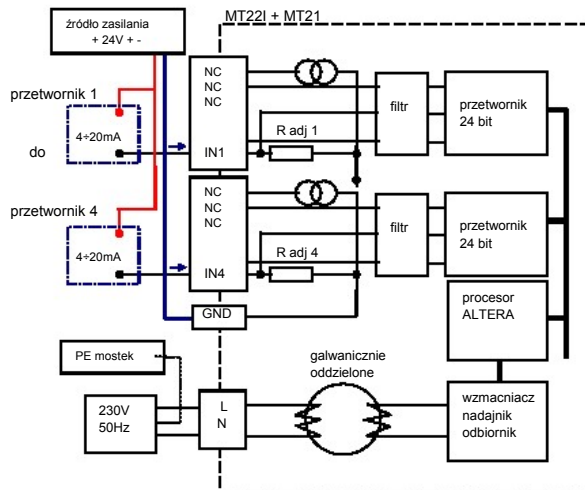 MT22I + MT21
źródło zasilania
+ 24V + -
przetwornik 1
4÷20mA
do
NC
NC
NC
IN1
R adj 1
filtr
przetwornik
24 bit
przetwornik 4
4÷20mA
NC
NC
NC
IN4
R adj 4
filtr
przetwornik
24 bit
GND
procesor
ALTERA
PE mostek
galwanicznie
oddzielone
230V
50Hz
L
N
wzmacniacz
nadajnik
odbiornik